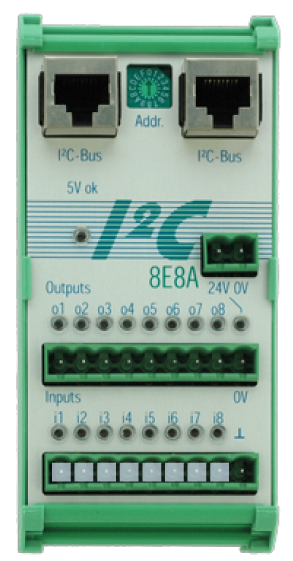 Addr.
I²C-Bus I²C-Bus
5V ok
I²C
8E8A
Outputs 24V 0V
o1 o2 o3 o4 o5 o6 o7 o8
Inputs 0V
i1 i2 i3 i4 i5 i6 i7 i8 ⊥